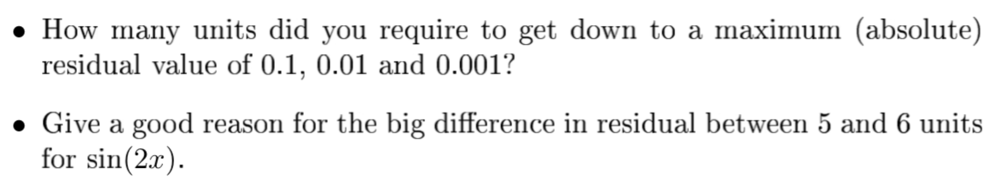 • How many units did you require to get down to a maximum (absolute)
residual value of 0.1, 0.01 and 0.001?
• Give a good reason for the big difference in residual between 5 and 6 units
for sin(2x).